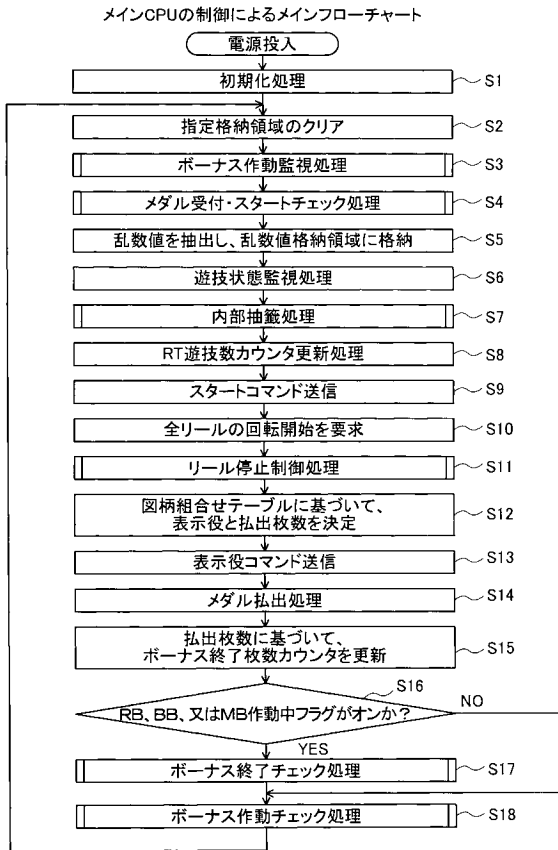 メインCPUの制御によるメインフローチャート
電源投入
初期化処理 S1
指定格納領域のクリア S2
ボーナス作動監視処理 S3
メダル受付・スタートチェック処理 S4
乱数値を抽出し、乱数値格納領域に格納 S5
遊技状態監視処理 S6
内部抽籤処理 S7
RT遊技数カウンタ更新処理 S8
スタートコマンド送信 S9
全リールの回転開始を要求 S10
リール停止制御処理 S11
図柄組合せテーブルに基づいて、
表示役と払出枚数を決定 S12
表示役コマンド送信 S13
メダル払出処理 S14
払出枚数に基づいて、
ボーナス終了枚数カウンタを更新 S15
S16
RB、BB、又はMB作動中フラグがオンか? NO
YES
ボーナス終了チェック処理 S17
ボーナス作動チェック処理 S18